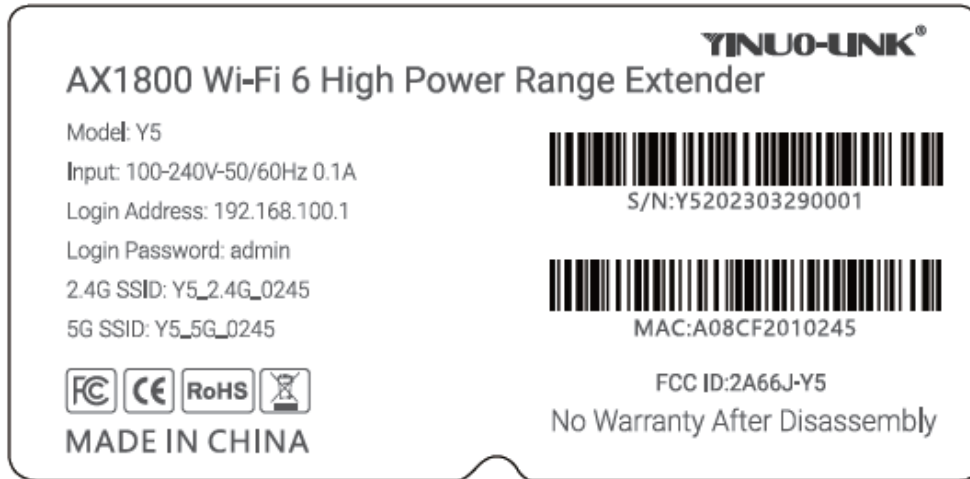 YINUO-LINK®
AX1800 Wi-Fi 6 High Power Range Extender
Model: Y5
Input: 100-240V-50/60Hz 0.1A
Login Address: 192.168.100.1
Login Password: admin
2.4G SSID: Y5_2.4G_0245
5G SSID: Y5_5G_0245
S/N:Y5202303290001
MAC:A08CF2010245
FC CE RoHS
MADE IN CHINA
FCC ID:2A66J-Y5
No Warranty After Disassembly